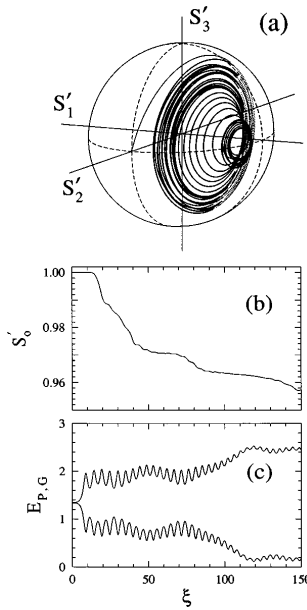 S′₃
(a)
S′₁
S′₂
1.00
0.98
0.96
S′ₒ
(b)
3
2
1
0
E_P,G
(c)
0 50 100 150
ξ